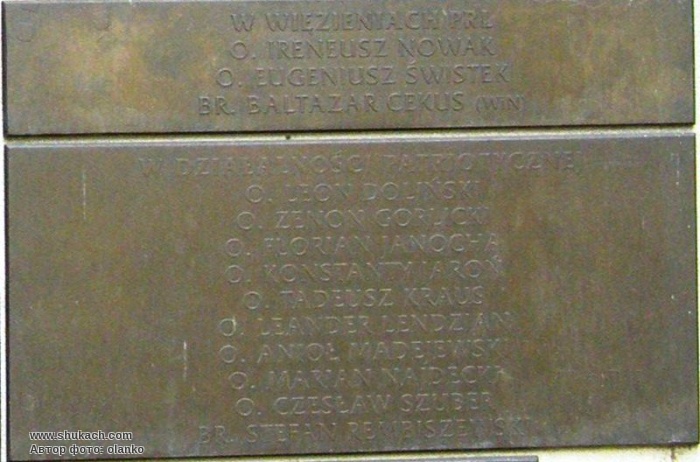 W WIĘZIENIACH PRL
O. IRENEUSZ NOWAK
O. EUGENIUSZ ŚWISTEK
BR. BALTAZAR CEKUS (WIN)
W DZIAŁALNOŚCI PATRIOTYCZNEJ
O. LEON DOLIŃSKI
O. ZENON GORLICKI
O. FLORIAN JANOCHA
O. KONSTANTY JAROŃ
O. TADEUSZ KRAUS
O. LEANDER LENDZIAN
O. ANIOŁ MADEJEWSKI
O. MARIAN NAJDECKA
O. CZESŁAW SZUBER
BR. STEFAN REMBISZEWSKI
www.shukach.com
Автор фото: olanko